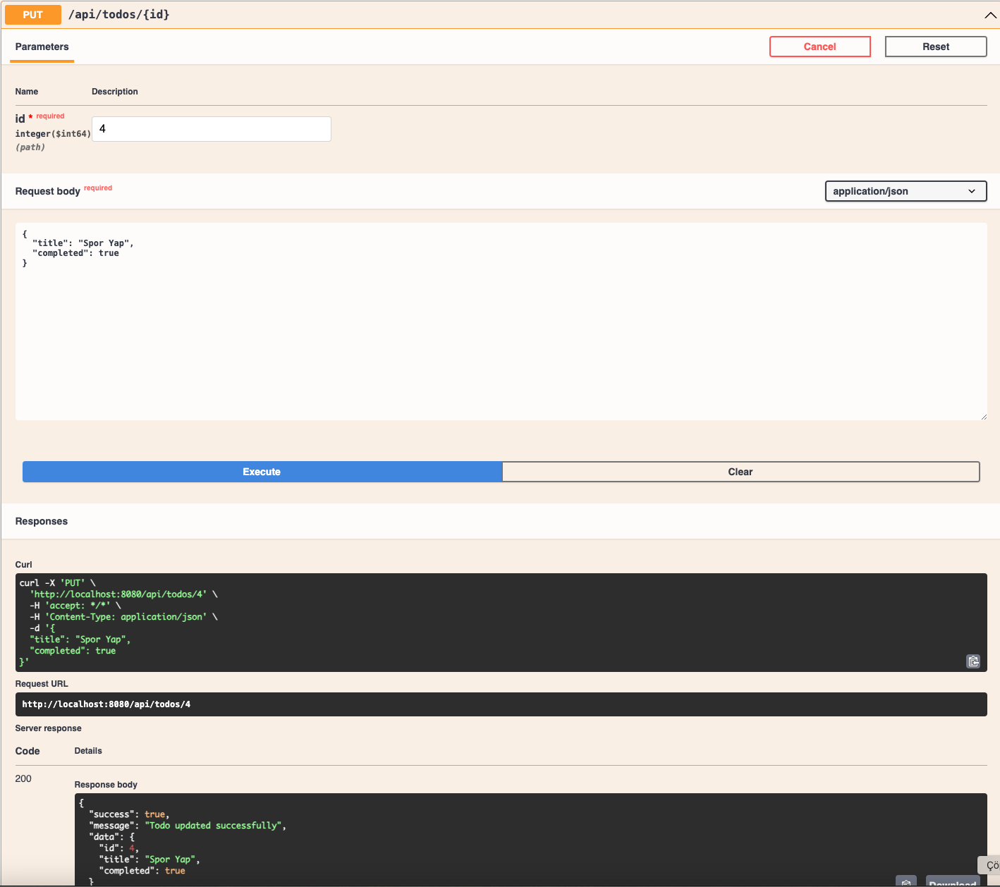 PUT /api/todos/{id}
Parameters
Cancel
Reset
Name Description
id * required
integer($int64)
(path)
4
Request body required
application/json
{
  "title": "Spor Yap",
  "completed": true
}
Execute
Clear
Responses
Curl
curl -X 'PUT' \
  'http://localhost:8080/api/todos/4' \
  -H 'accept: */*' \
  -H 'Content-Type: application/json' \
  -d '{
  "title": "Spor Yap",
  "completed": true
}'
Request URL
http://localhost:8080/api/todos/4
Server response
Code Details
200
Response body
{
  "success": true,
  "message": "Todo updated successfully",
  "data": {
    "id": 4,
    "title": "Spor Yap",
    "completed": true
  }
Download